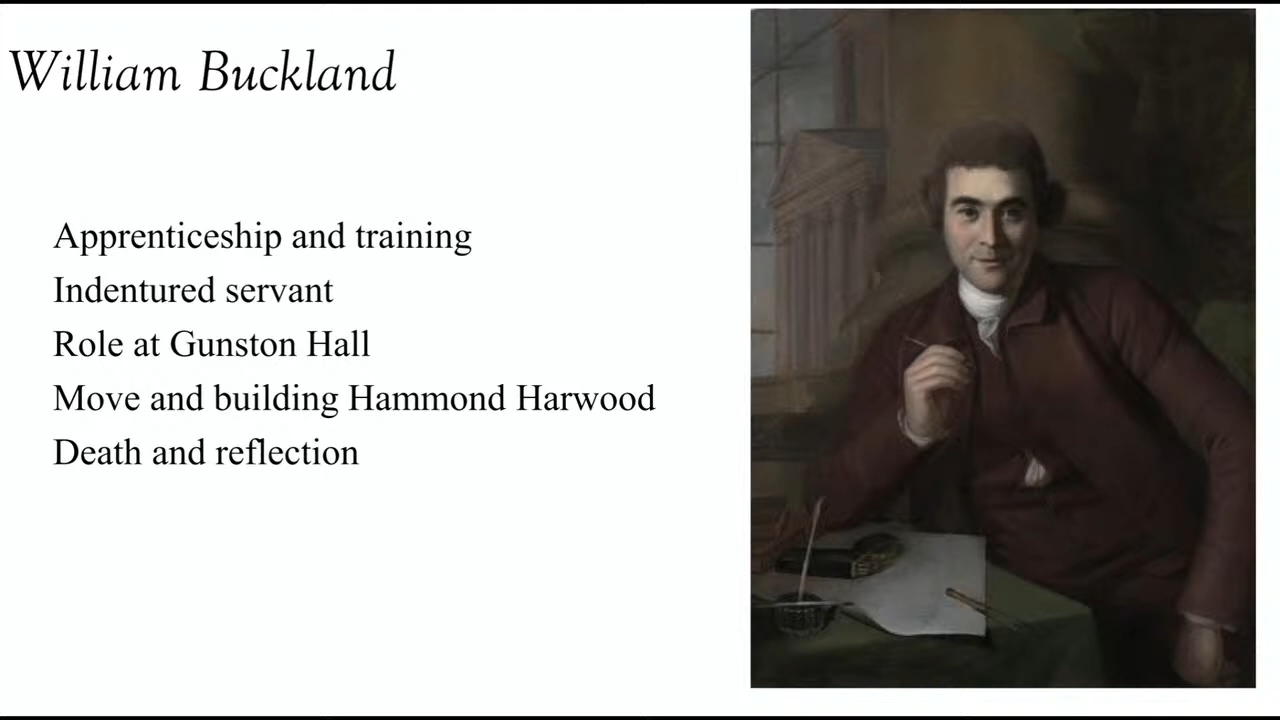 William Buckland
Apprenticeship and training
Indentured servant
Role at Gunston Hall
Move and building Hammond Harwood
Death and reflection